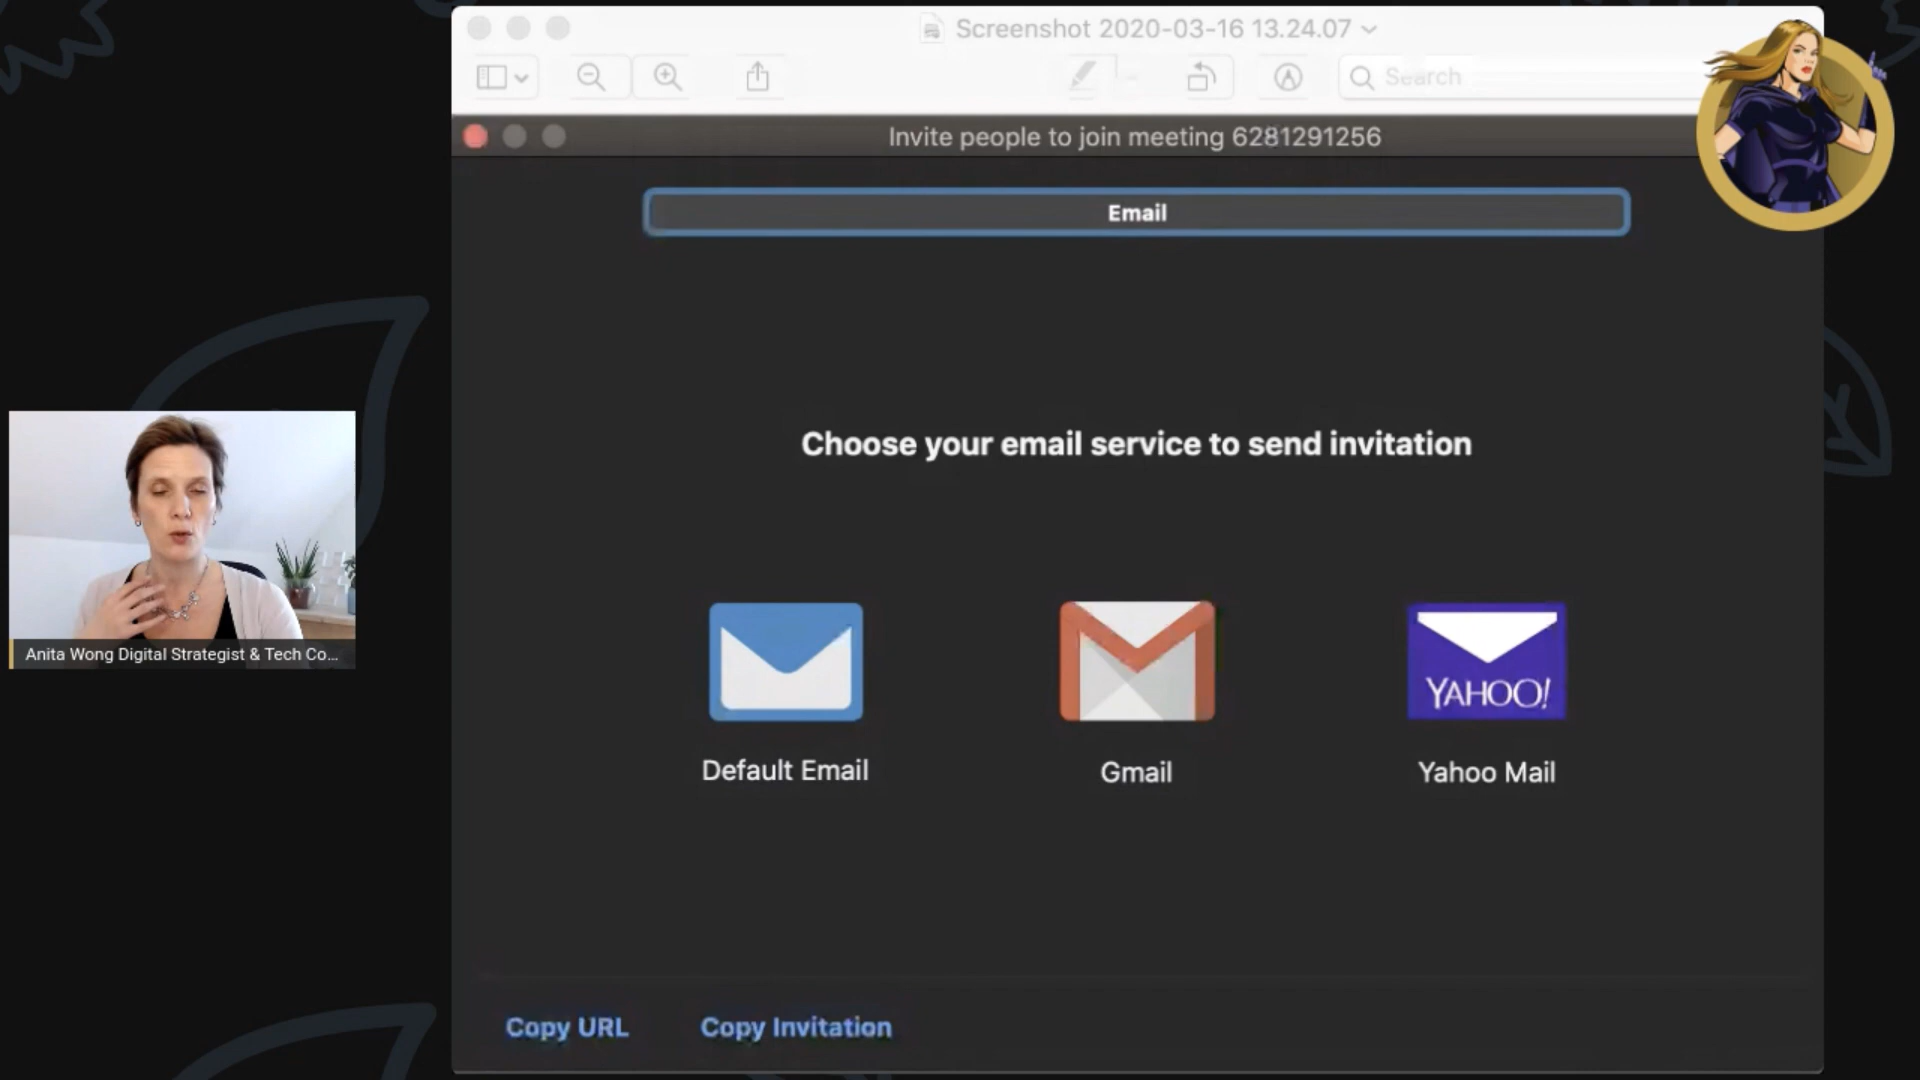 Screenshot 2020-03-16 13.24.07
Search
Invite people to join meeting 6281291256
Email
Choose your email service to send invitation
YAHOO!
Default Email
Gmail
Yahoo Mail
Anita Wong Digital Strategist & Tech Co...
Copy URL
Copy Invitation